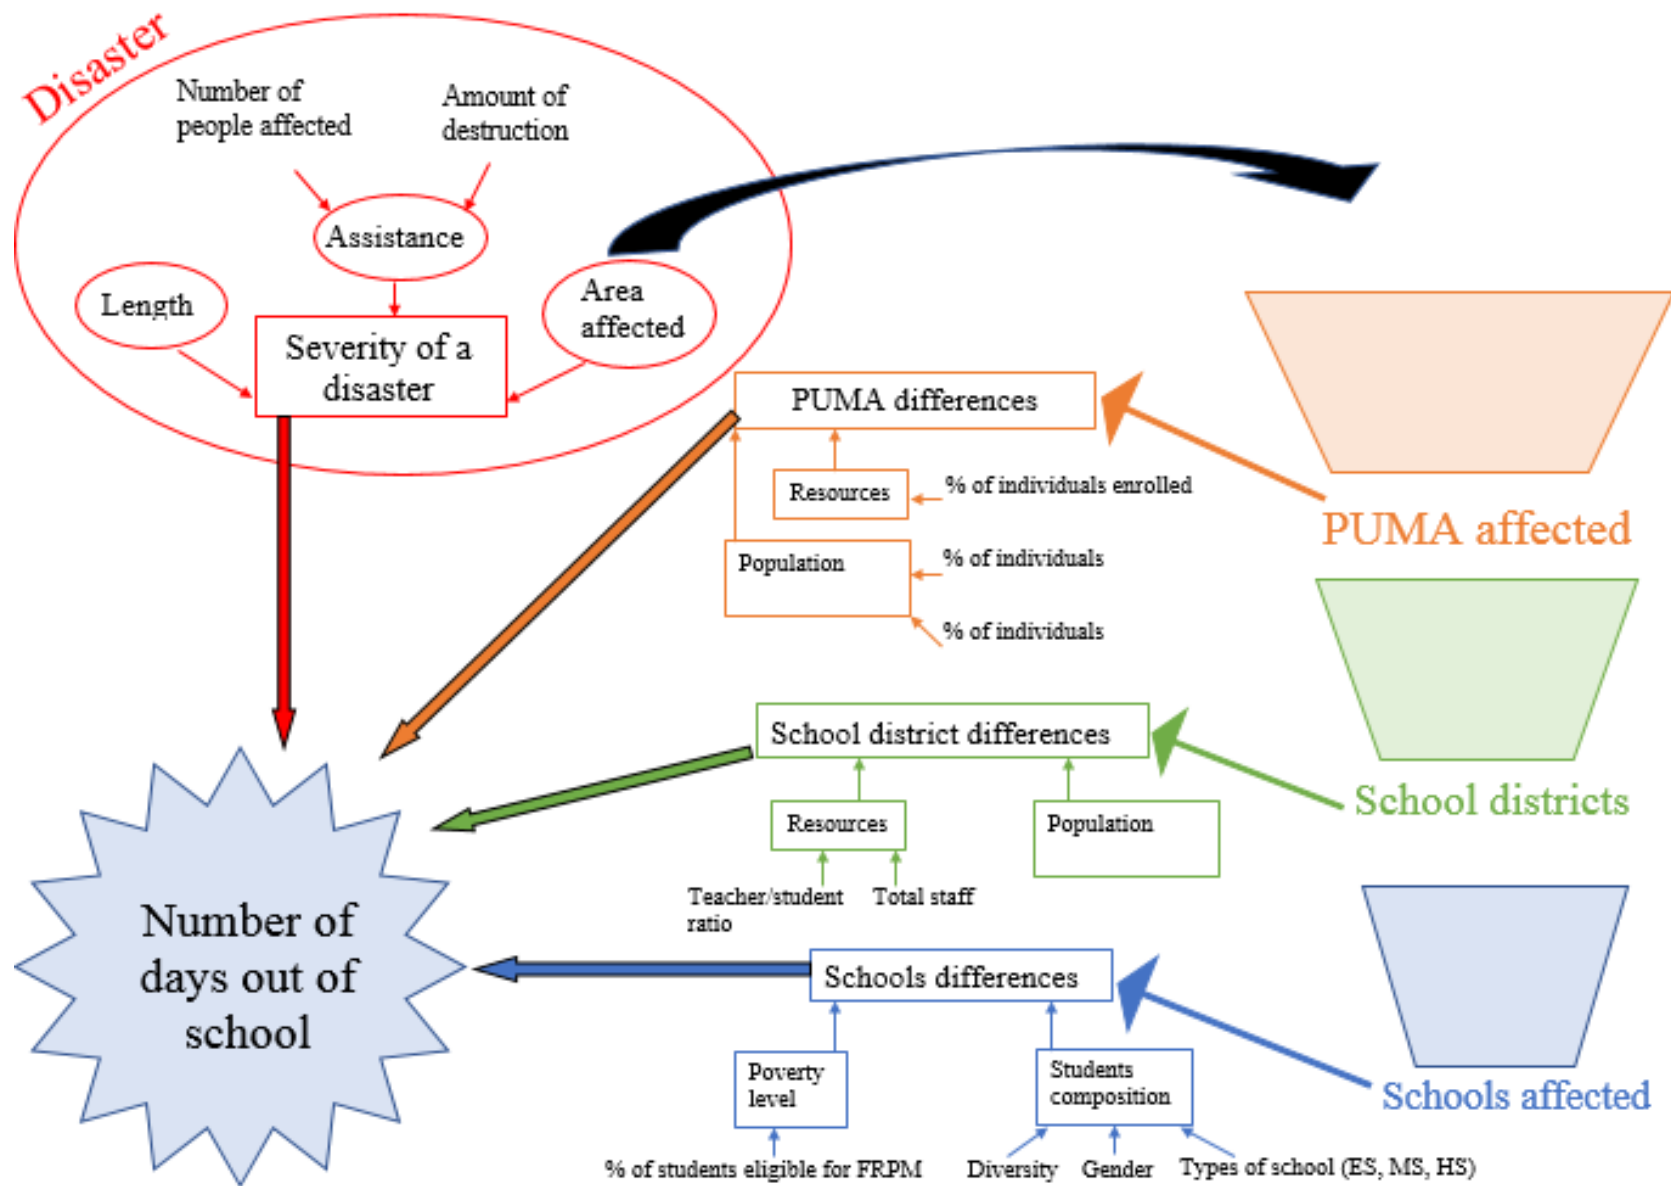 Disaster
Number of
people affected
Amount of
destruction
Assistance
Length
Area
affected
Severity of a
disaster
PUMA differences
Resources
% of individuals enrolled
Population
% of individuals
% of individuals
PUMA affected
School district differences
School districts
Resources
Population
Teacher/student
ratio
Total staff
Number of
days out of
school
Schools differences
Poverty
level
Students
composition
Schools affected
% of students eligible for FRPM
Diversity
Gender
Types of school (ES, MS, HS)